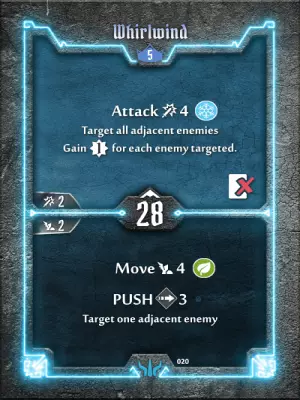 Whirlwind
5
Attack 4
Target all adjacent enemies
Gain 1 for each enemy targeted.
2
28
2
Move 4
PUSH 3
Target one adjacent enemy
020